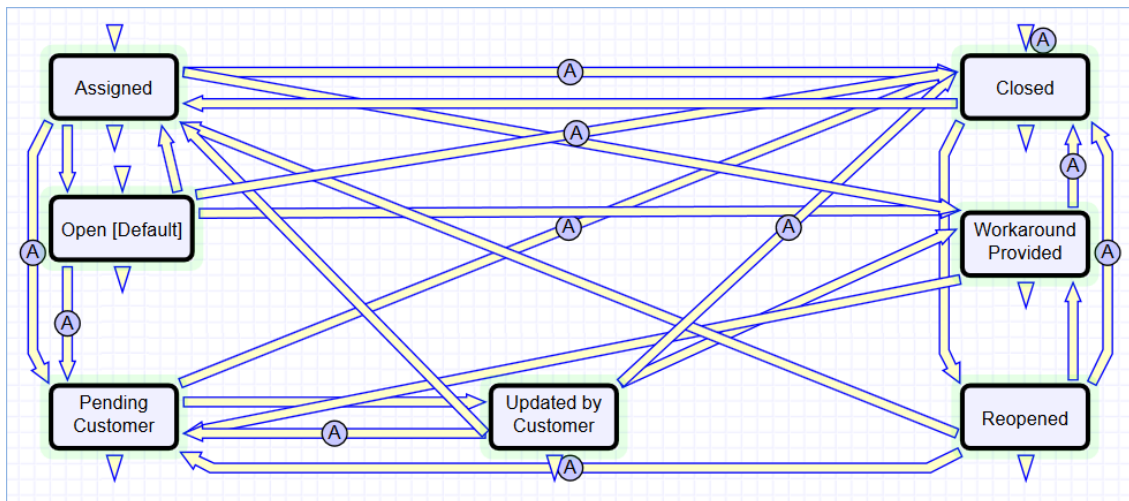 A
Assigned
A
Closed
A
Open [Default]
A
A
A
Workaround
Provided
A
A
A
Pending
Customer
Updated by
Customer
Reopened
A
A